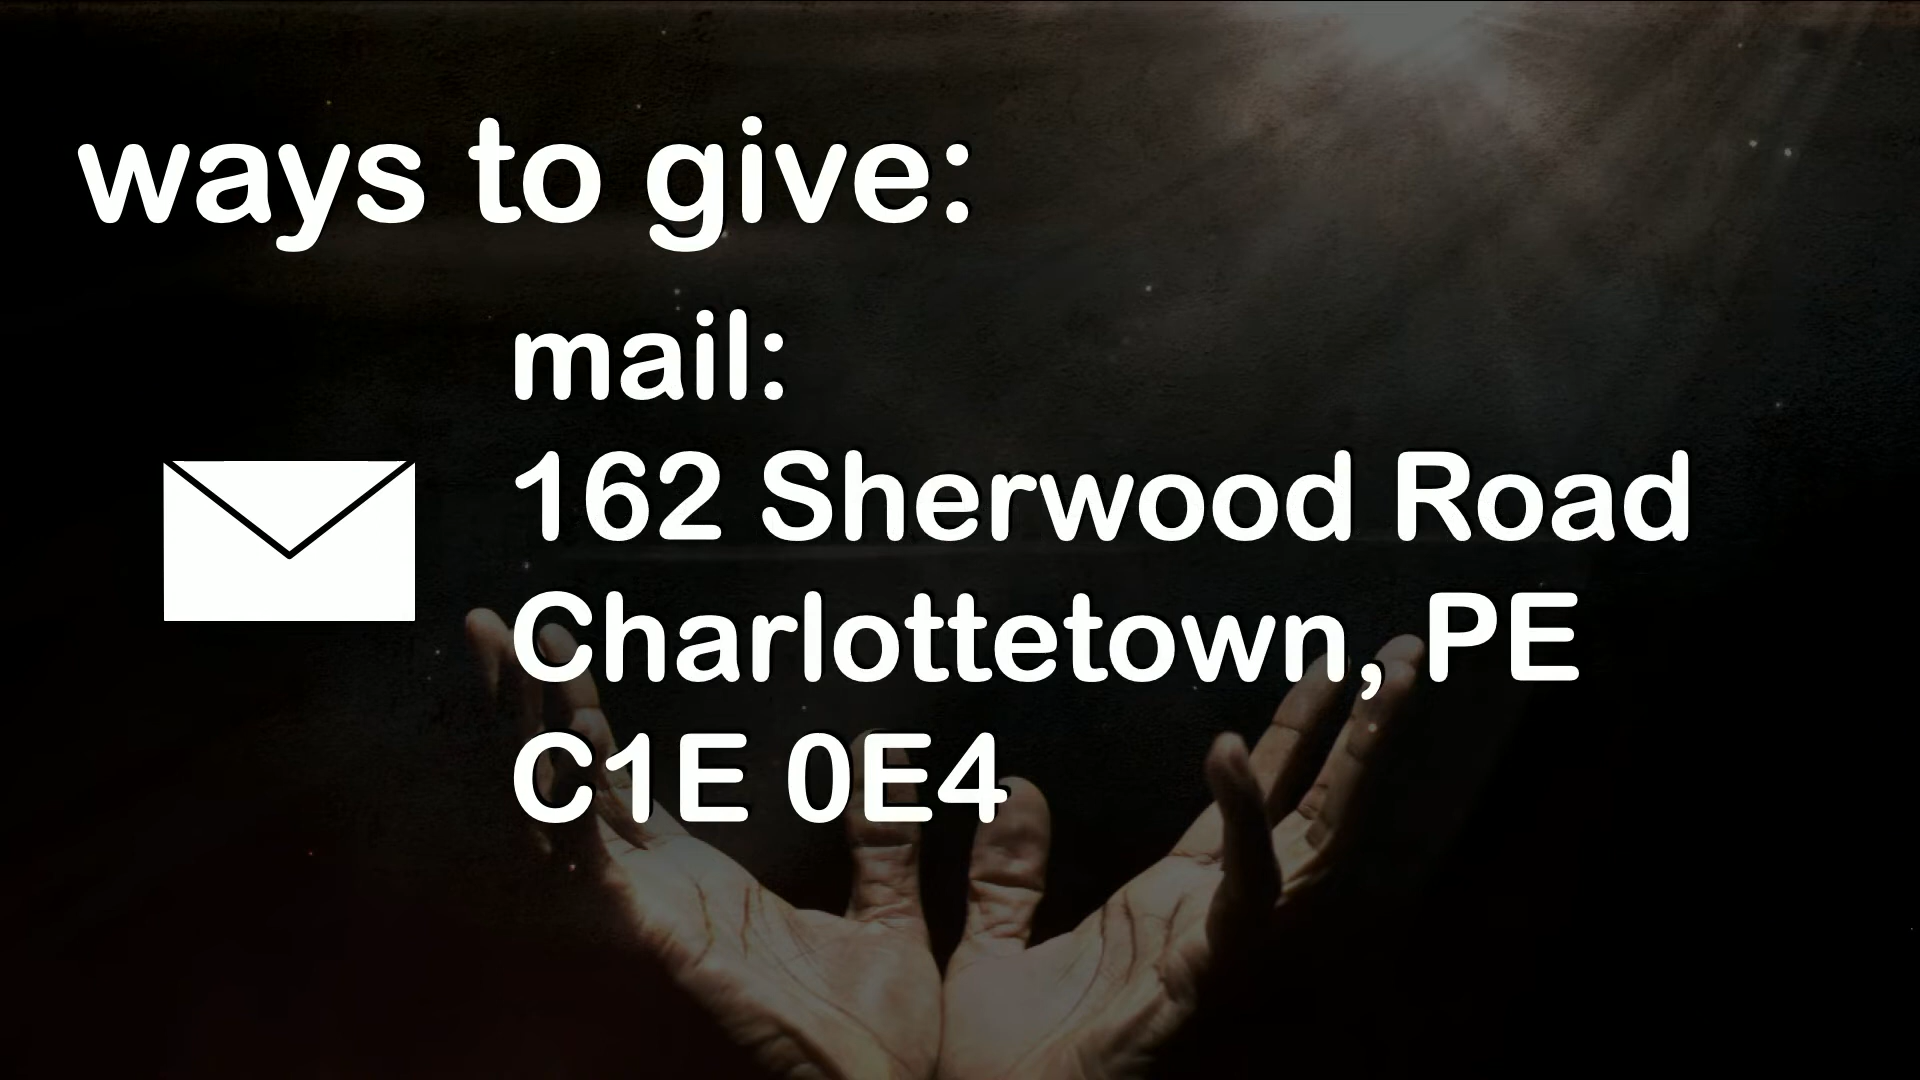 ways to give:
mail:
162 Sherwood Road
Charlottetown, PE
C1E 0E4